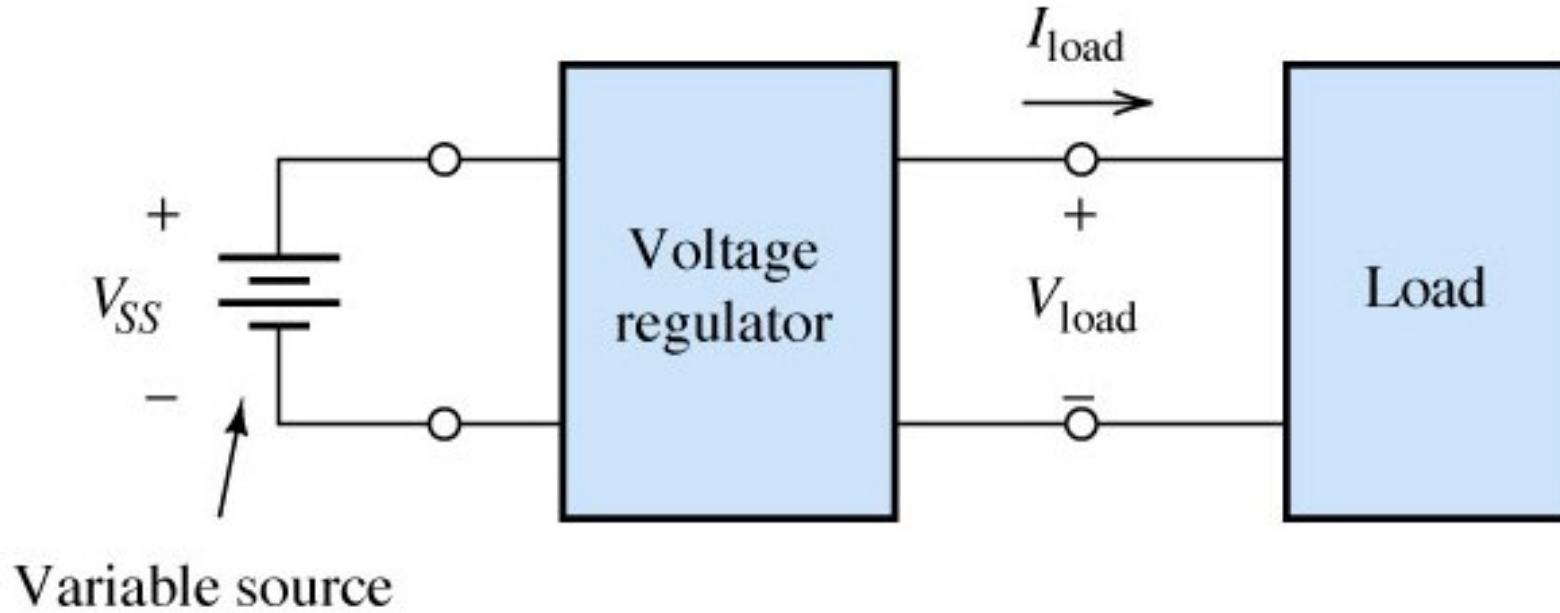 I_load
+
V_SS
−
Voltage
regulator
+
V_load
−
Load
Variable source